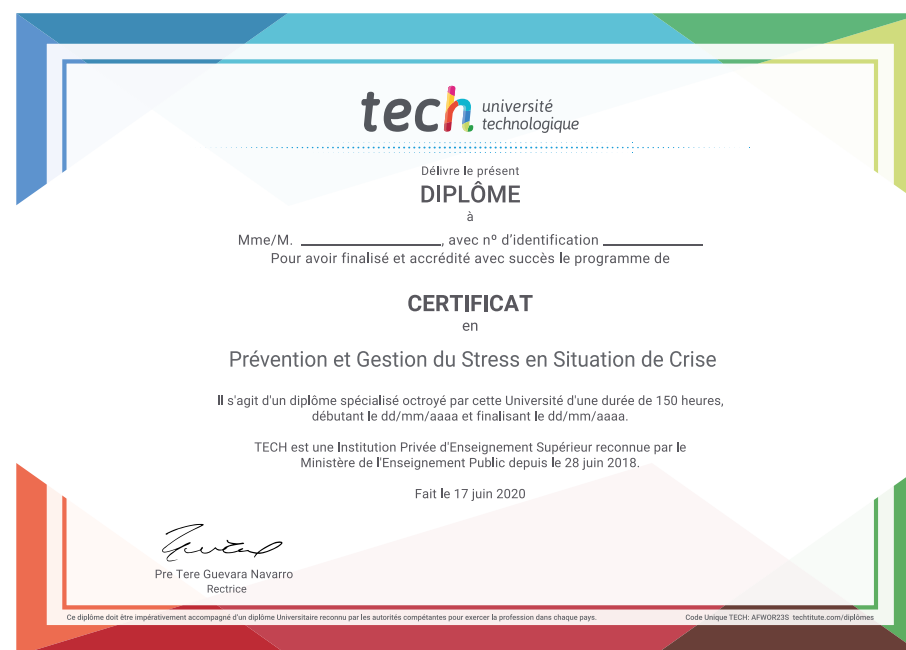 tech université
technologique
Délivre le présent
DIPLÔME
à
Mme/M. ____________________, avec nº d'identification ______________
Pour avoir finalisé et accrédité avec succès le programme de
CERTIFICAT
en
Prévention et Gestion du Stress en Situation de Crise
Il s'agit d'un diplôme spécialisé octroyé par cette Université d'une durée de 150 heures,
débutant le dd/mm/aaaa et finalisant le dd/mm/aaaa.
TECH est une Institution Privée d'Enseignement Supérieur reconnue par le
Ministère de l'Enseignement Public depuis le 28 juin 2018.
Fait le 17 juin 2020
Pre Tere Guevara Navarro
Rectrice
Ce diplôme doit être impérativement accompagné d'un diplôme Universitaire reconnu par les autorités compétantes pour exercer la profession dans chaque pays.
Code Unique TECH: AFWOR23S techtitute.com/diplômes